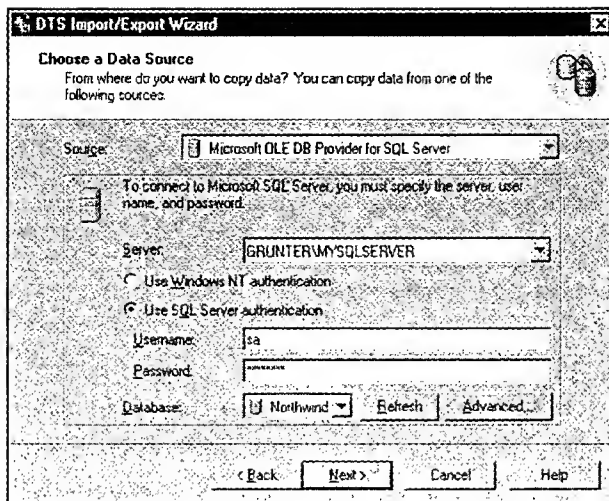 DTS Import/Export Wizard
Choose a Data Source
From where do you want to copy data? You can copy data from one of the
following sources.
Source: Microsoft OLE DB Provider for SQL Server
To connect to Microsoft SQL Server, you must specify the server, user
name, and password.
Server: GRUNTER\MYSQLSERVER
Use Windows NT authentication
Use SQL Server authentication
Username: sa
Password: ********
Database: Northwind Refresh Advanced...
< Back Next > Cancel Help